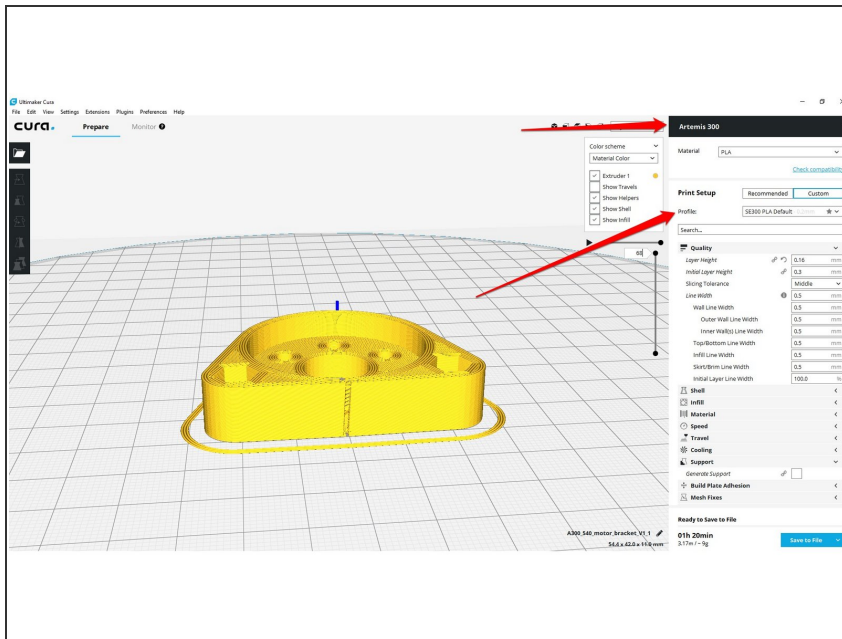 Ultimaker Cura
File Edit View Settings Extensions Plugins Preferences Help
cura.
Prepare Monitor
Artemis 300
Color scheme
Material Color
Extruder 1
Show Travels
Show Helpers
Show Shell
Show Infill
Material PLA
Check compatibility
Print Setup Recommended Custom
Profile: SE300 PLA Default 0.2mm
Search...
Quality
Layer Height 0.16 mm
Initial Layer Height 0.3 mm
Slicing Tolerance Middle
Line Width 0.5 mm
Wall Line Width 0.5 mm
Outer Wall Line Width 0.5 mm
Inner Wall(s) Line Width 0.5 mm
Top/Bottom Line Width 0.5 mm
Infill Line Width 0.5 mm
Skirt/Brim Line Width 0.5 mm
Initial Layer Line Width 100.0 %
Shell
Infill
Material
Speed
Travel
Cooling
Support
Generate Support
Build Plate Adhesion
Mesh Fixes
Ready to Save to File
01h 20min
3.17m / ~ 9g
Save to File
A300_540_motor_bracket_V1_1
54.4 x 42.0 x 11.0 mm